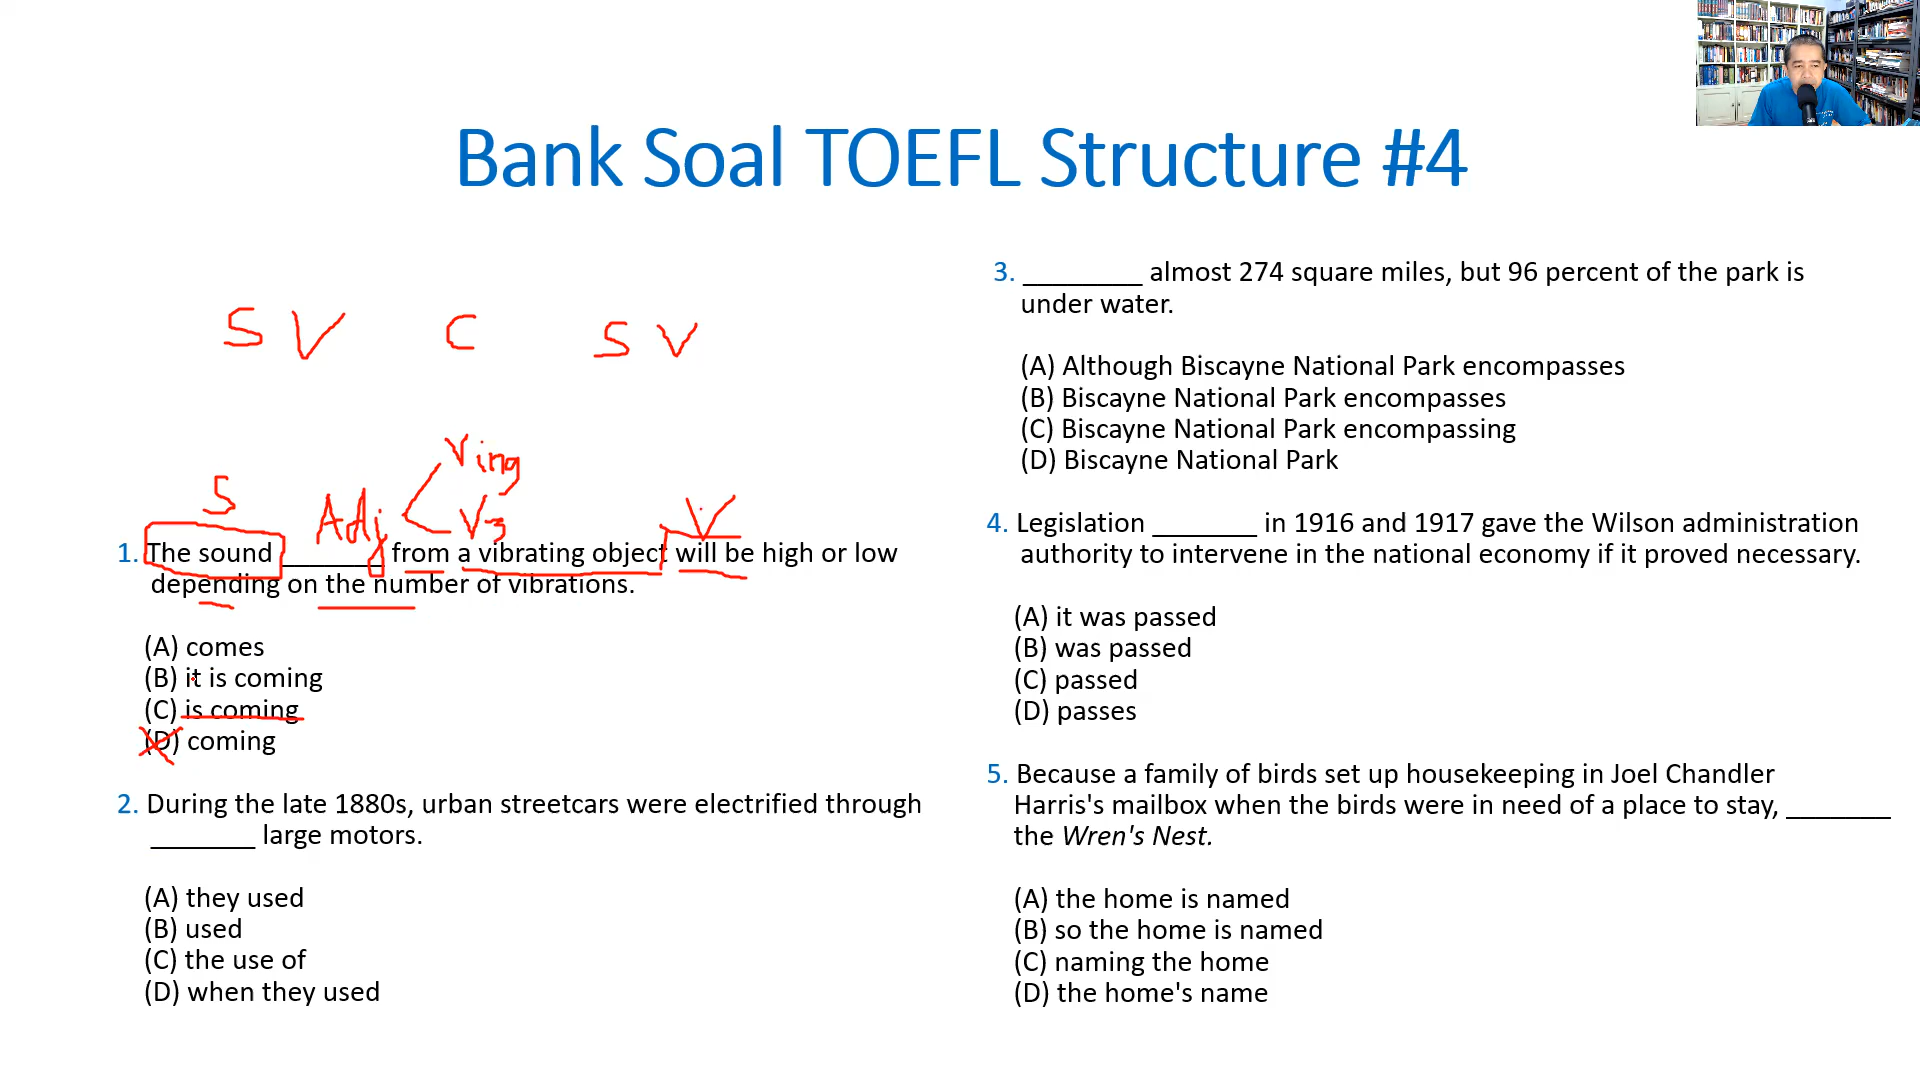 Bank Soal TOEFL Structure #4
S V C S V
Ving
S Adj V3 V
1. The sound ________ from a vibrating object will be high or low
depending on the number of vibrations.
(A) comes
(B) it is coming
(C) is coming
(D) coming
2. During the late 1880s, urban streetcars were electrified through
________ large motors.
(A) they used
(B) used
(C) the use of
(D) when they used
3. _________ almost 274 square miles, but 96 percent of the park is
under water.
(A) Although Biscayne National Park encompasses
(B) Biscayne National Park encompasses
(C) Biscayne National Park encompassing
(D) Biscayne National Park
4. Legislation ________ in 1916 and 1917 gave the Wilson administration
authority to intervene in the national economy if it proved necessary.
(A) it was passed
(B) was passed
(C) passed
(D) passes
5. Because a family of birds set up housekeeping in Joel Chandler
Harris's mailbox when the birds were in need of a place to stay, ________
the Wren's Nest.
(A) the home is named
(B) so the home is named
(C) naming the home
(D) the home's name